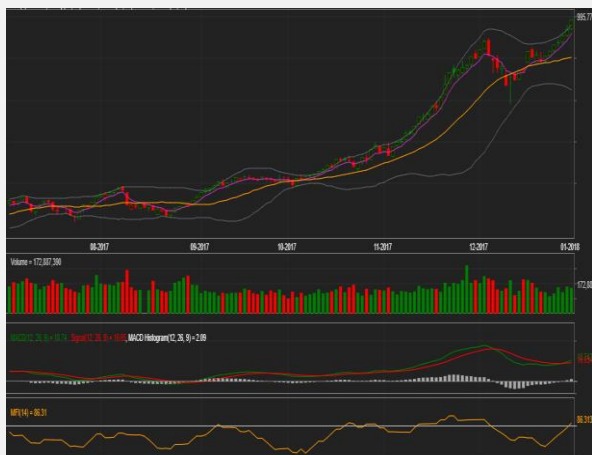 995.77
08-2017 09-2017 10-2017 11-2017 12-2017 01-2018
Volume = 172,887,390
172,88
MACD(12, 26, 9) = 18.74, Signal(12, 26, 9) = 16.65, MACD Histogram(12, 26, 9) = 2.09
MFI(14) = 86.31
86.313